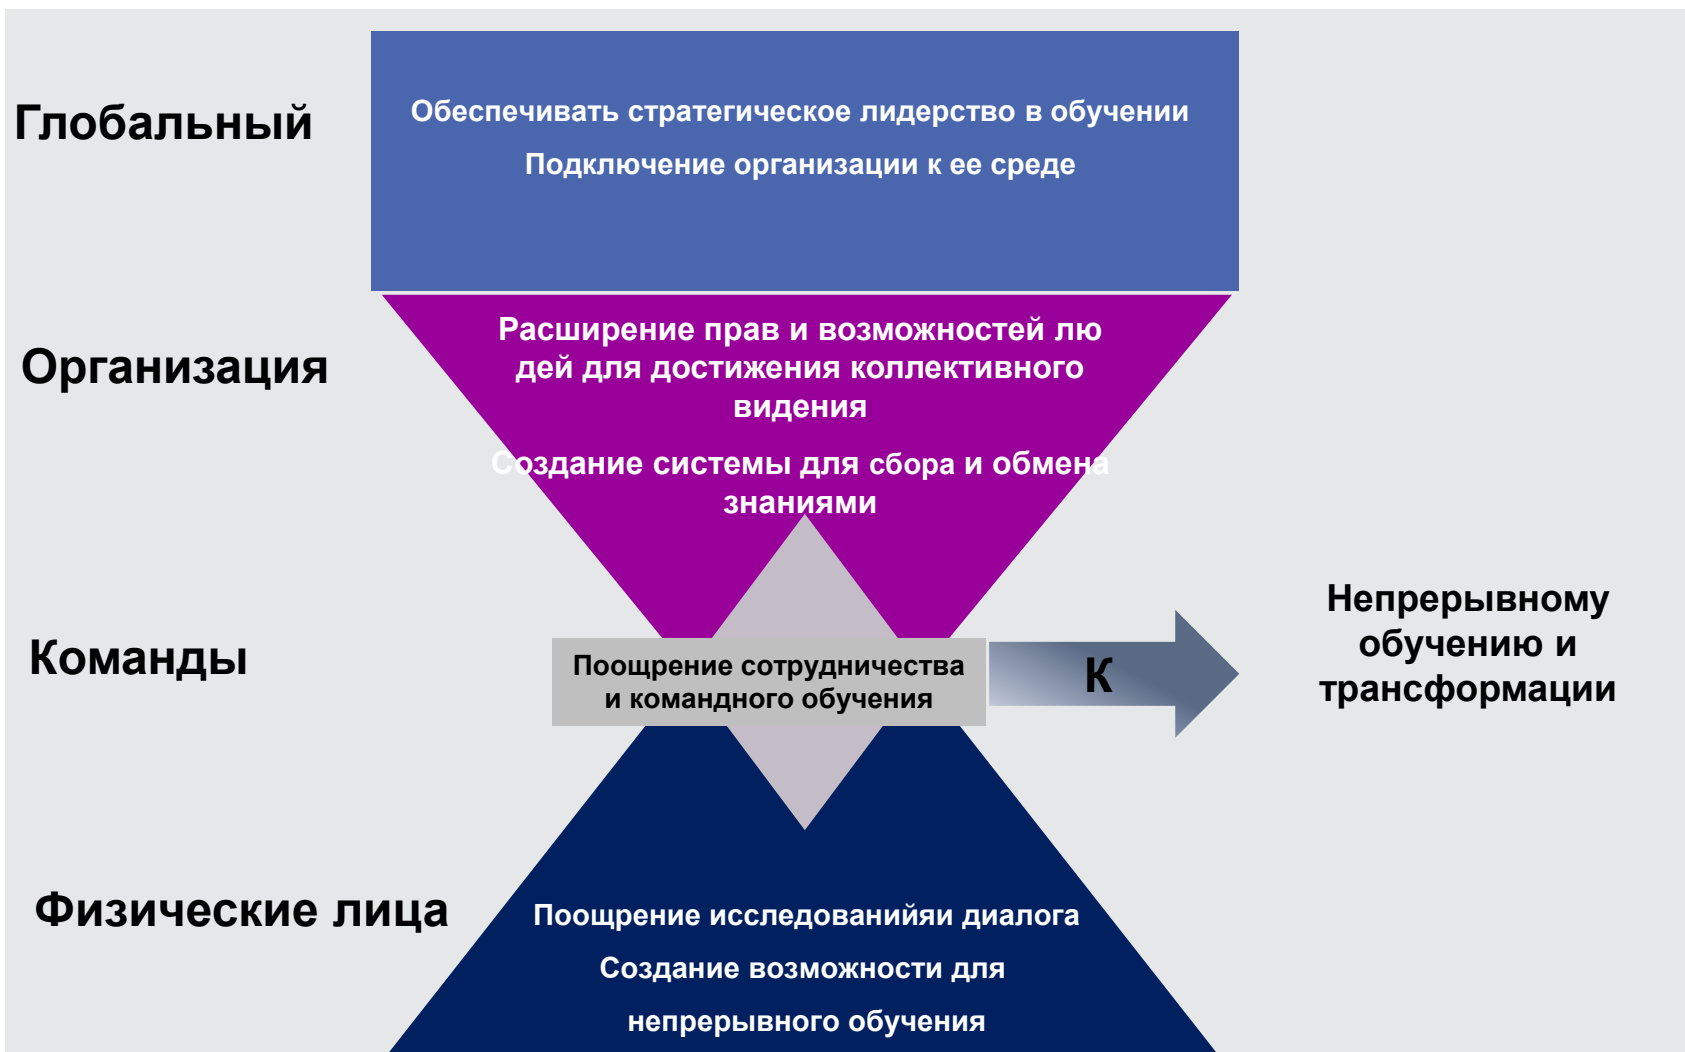 Глобальный
Обеспечивать стратегическое лидерство в обучении
Подключение организации к ее среде
Организация
Расширение прав и возможностей лю
дей для достижения коллективного
видения
Создание системы для сбора и обмена
знаниями
Команды
Поощрение сотрудничества
и командного обучения
К
Непрерывному
обучению и
трансформации
Физические лица
Поощрение исследованийяи диалога
Создание возможности для
непрерывного обучения